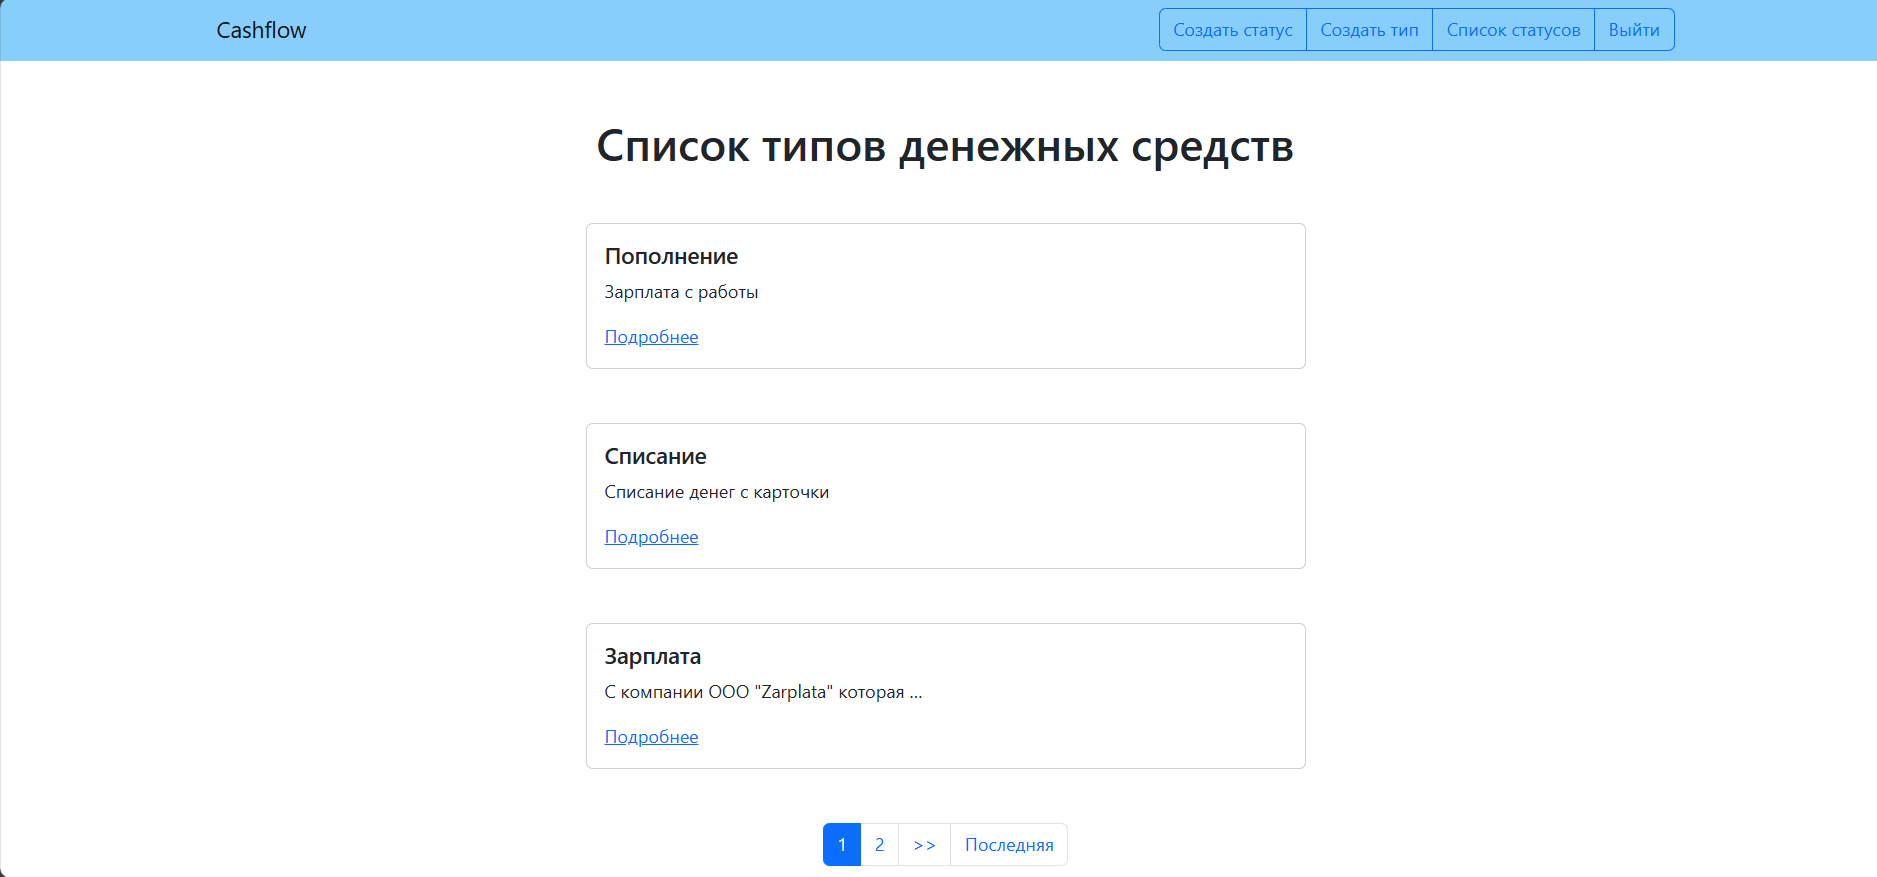 Cashflow
Создать статус Создать тип Список статусов Выйти
Список типов денежных средств
Пополнение
Зарплата с работы
Подробнее
Списание
Списание денег с карточки
Подробнее
Зарплата
С компании ООО "Zarplata" которая ...
Подробнее
1 2 >> Последняя